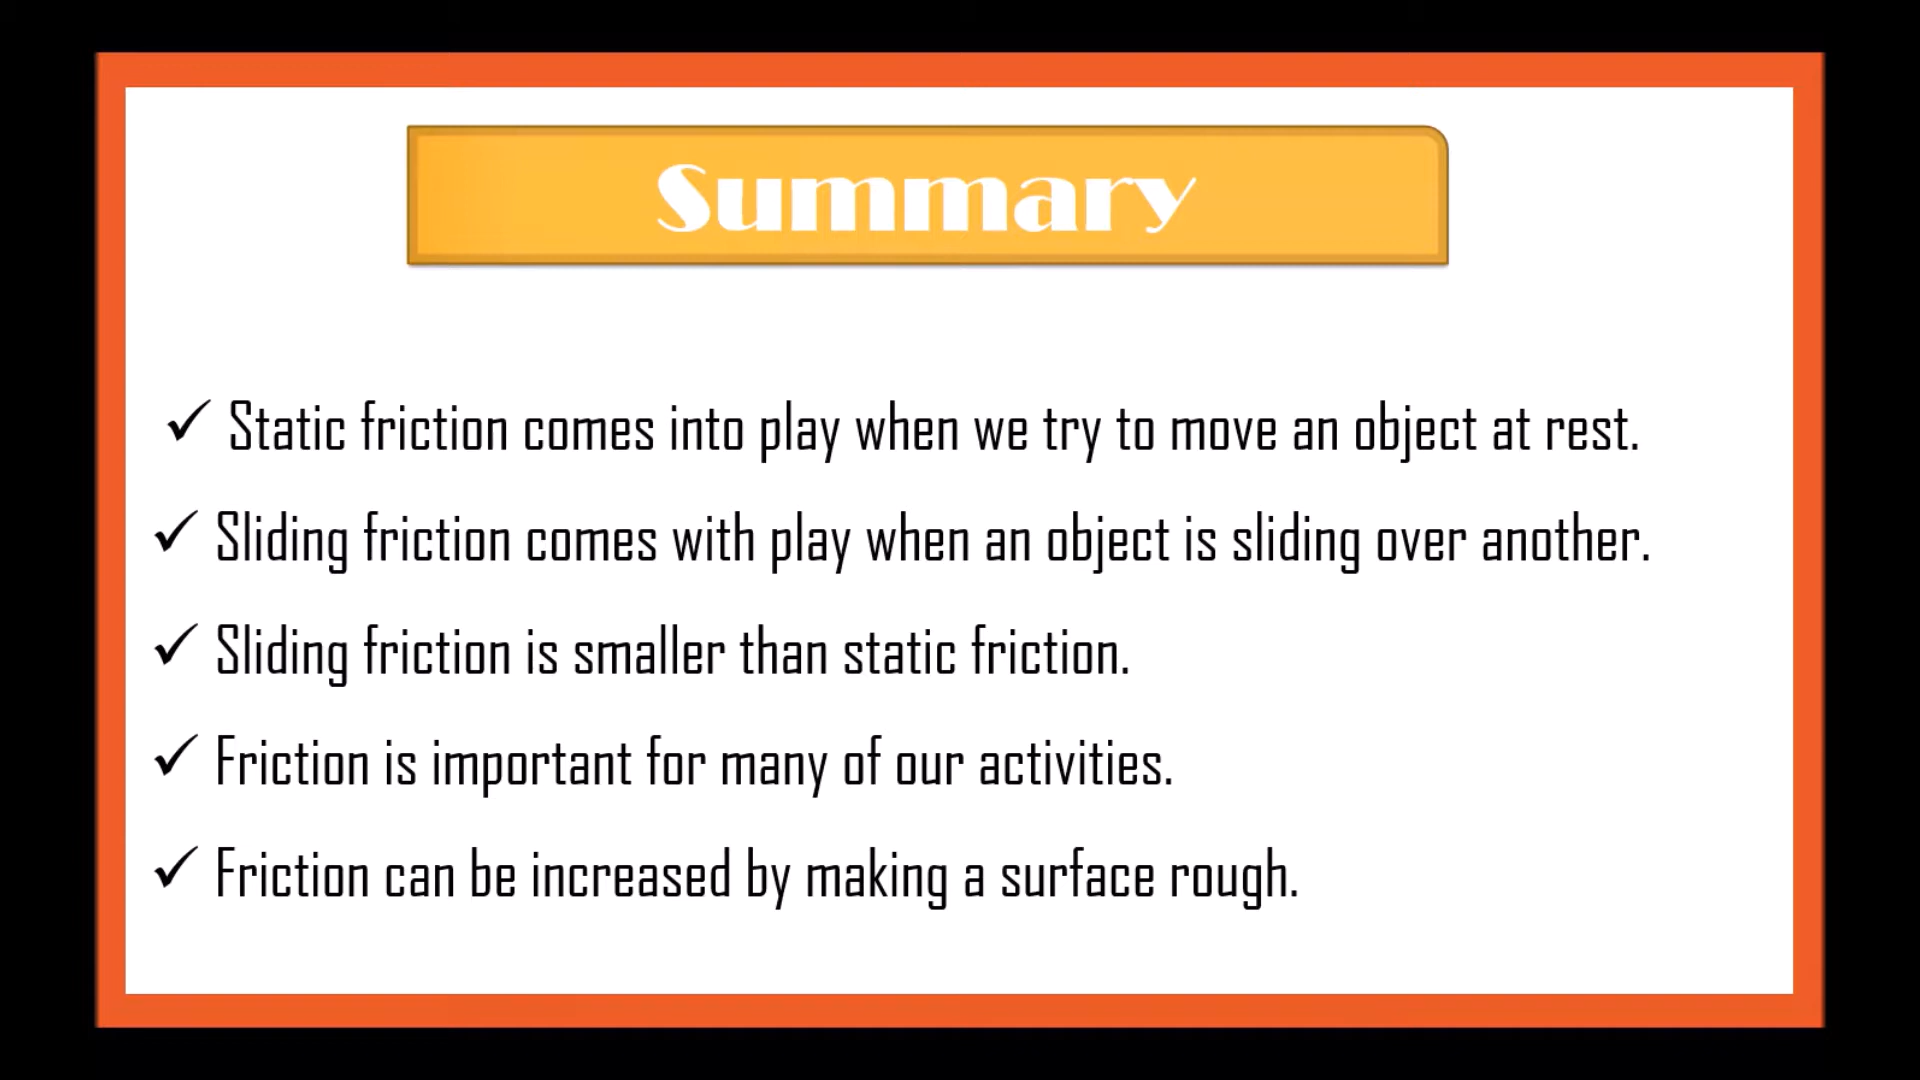 Summary
✓ Static friction comes into play when we try to move an object at rest.
✓ Sliding friction comes with play when an object is sliding over another.
✓ Sliding friction is smaller than static friction.
✓ Friction is important for many of our activities.
✓ Friction can be increased by making a surface rough.